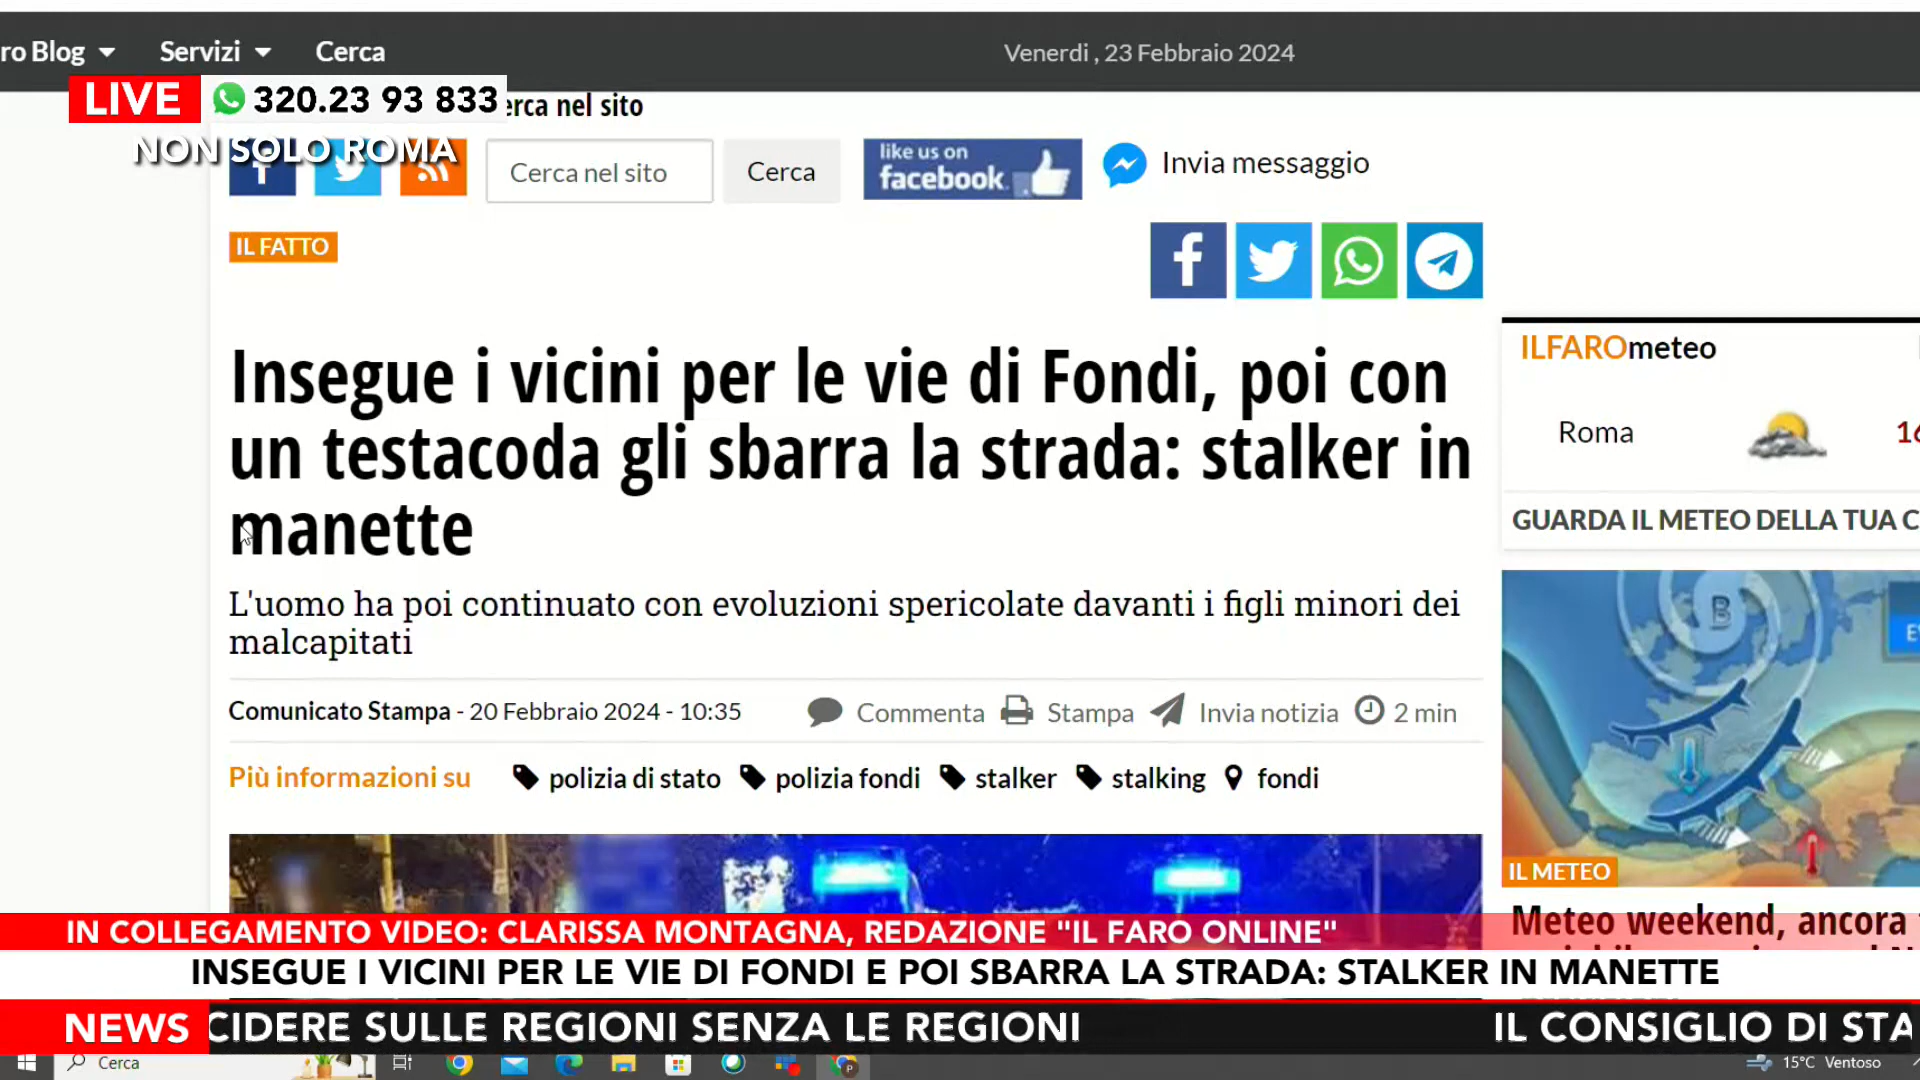 ro Blog Servizi Cerca Venerdi , 23 Febbraio 2024
LIVE 320.23 93 833
erca nel sito
NON SOLO ROMA
Cerca nel sito Cerca like us on facebook Invia messaggio
IL FATTO
Insegue i vicini per le vie di Fondi, poi con
un testacoda gli sbarra la strada: stalker in
manette
L'uomo ha poi continuato con evoluzioni spericolate davanti i figli minori dei
malcapitati
Comunicato Stampa - 20 Febbraio 2024 - 10:35 Commenta Stampa Invia notizia 2 min
Più informazioni su polizia di stato polizia fondi stalker stalking fondi
ILFAROmeteo
Roma 16
GUARDA IL METEO DELLA TUA C
B
IL METEO
Meteo weekend, ancora
IN COLLEGAMENTO VIDEO: CLARISSA MONTAGNA, REDAZIONE "IL FARO ONLINE"
INSEGUE I VICINI PER LE VIE DI FONDI E POI SBARRA LA STRADA: STALKER IN MANETTE
NEWS CIDERE SULLE REGIONI SENZA LE REGIONI IL CONSIGLIO DI STA
Cerca 15°C Ventoso